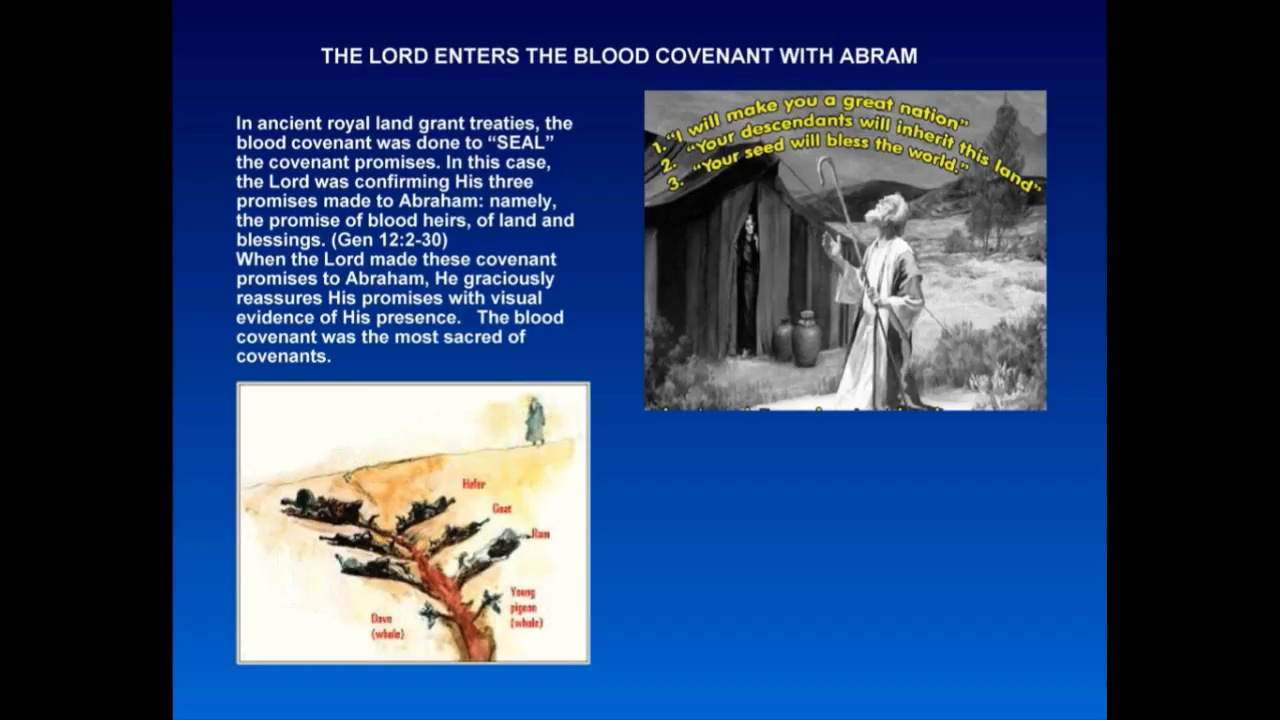 THE LORD ENTERS THE BLOOD COVENANT WITH ABRAM
In ancient royal land grant treaties, the
blood covenant was done to “SEAL”
the covenant promises. In this case,
the Lord was confirming His three
promises made to Abraham: namely,
the promise of blood heirs, of land and
blessings. (Gen 12:2-30)
When the Lord made these covenant
promises to Abraham, He graciously
reassures His promises with visual
evidence of His presence.   The blood
covenant was the most sacred of
covenants.
1. “I will make you a great nation”
2. “Your descendants will inherit this land”
3. “Your seed will bless the world.”
Hefer
Goat
Ram
Young
pigeon
(whole)
Dove
(whole)